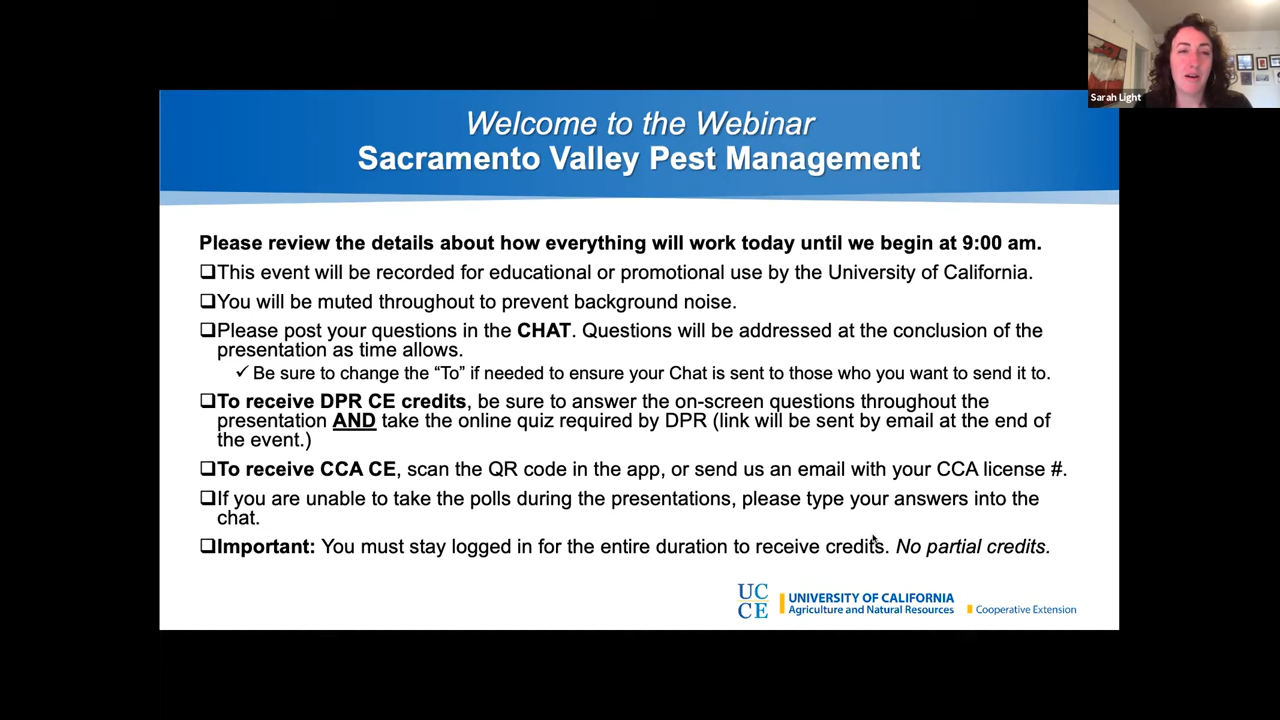 Sarah Light
Welcome to the Webinar
Sacramento Valley Pest Management
Please review the details about how everything will work today until we begin at 9:00 am.
❑This event will be recorded for educational or promotional use by the University of California.
❑You will be muted throughout to prevent background noise.
❑Please post your questions in the CHAT. Questions will be addressed at the conclusion of the
presentation as time allows.
✓ Be sure to change the “To” if needed to ensure your Chat is sent to those who you want to send it to.
❑To receive DPR CE credits, be sure to answer the on-screen questions throughout the
presentation AND take the online quiz required by DPR (link will be sent by email at the end of
the event.)
❑To receive CCA CE, scan the QR code in the app, or send us an email with your CCA license #.
❑If you are unable to take the polls during the presentations, please type your answers into the
chat.
❑Important: You must stay logged in for the entire duration to receive credits. No partial credits.
UC
CE
UNIVERSITY OF CALIFORNIA
Agriculture and Natural Resources
Cooperative Extension